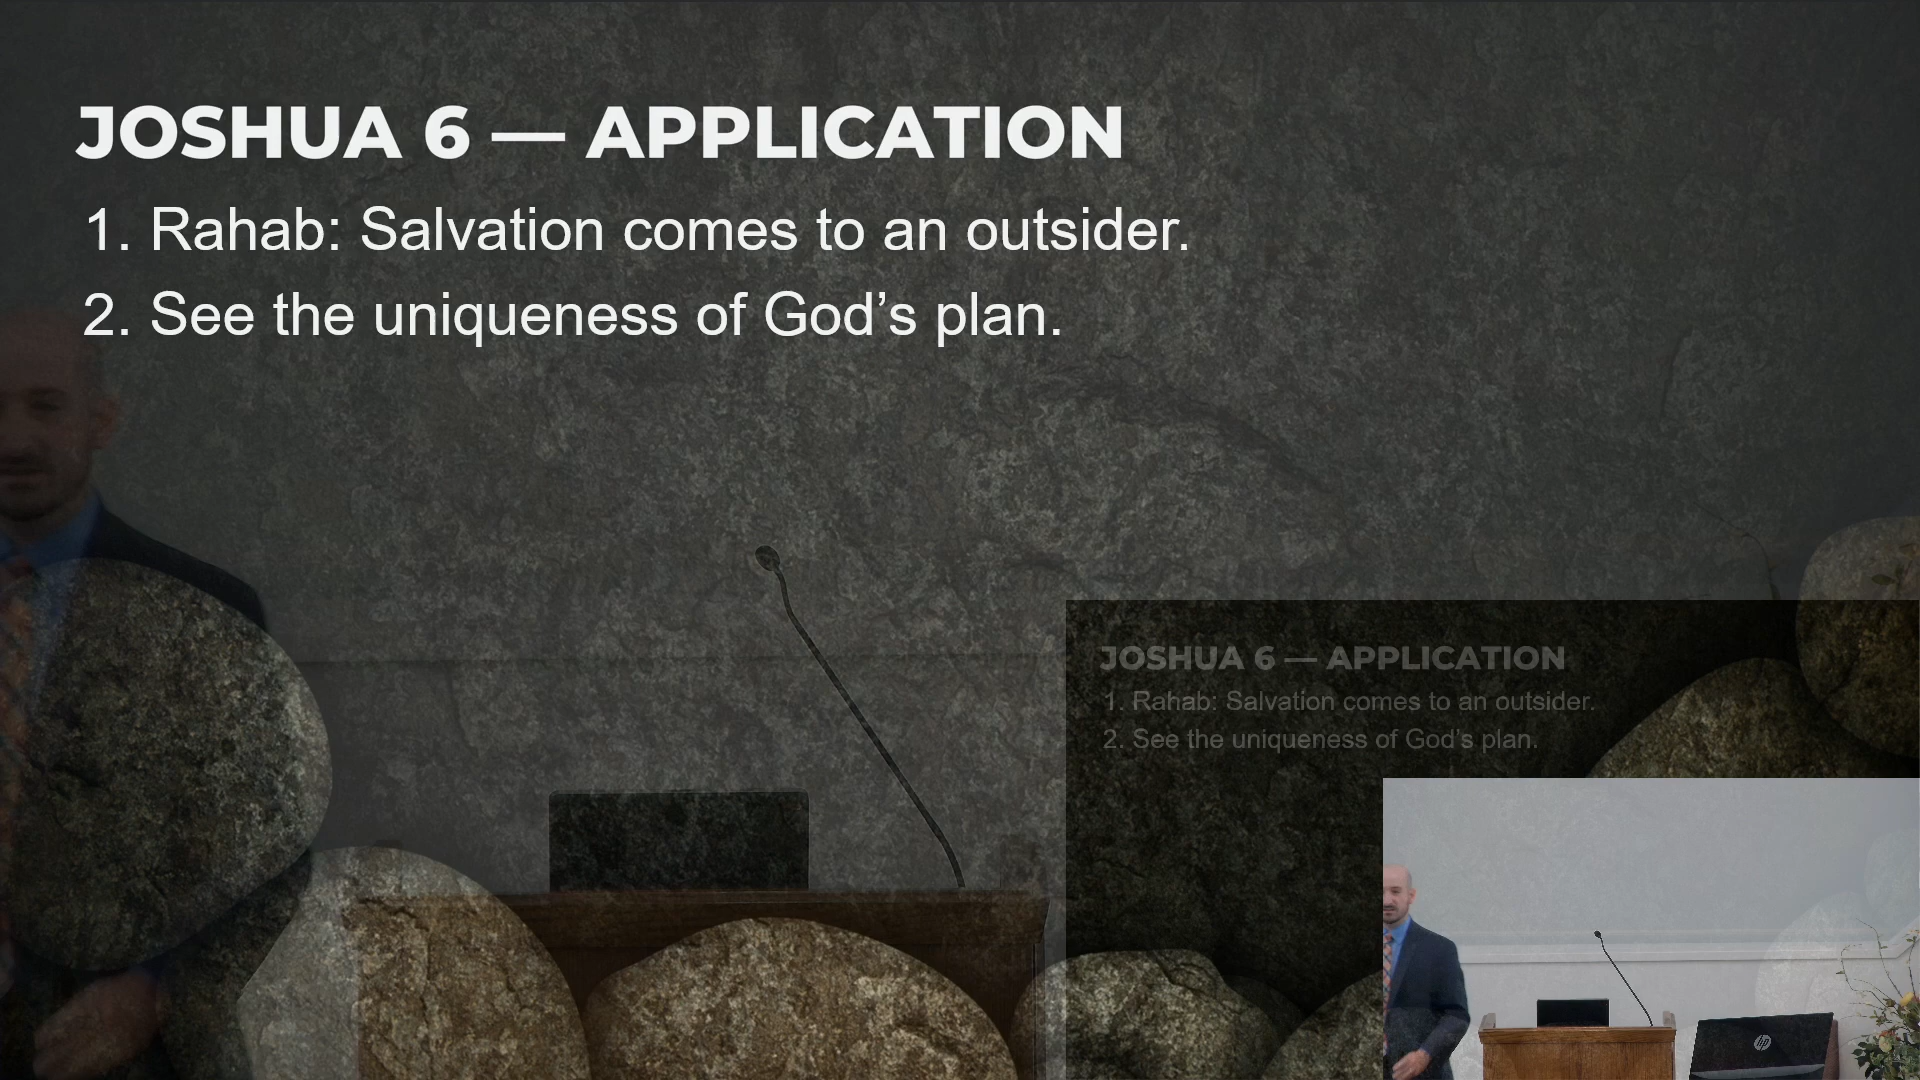 JOSHUA 6 — APPLICATION
1. Rahab: Salvation comes to an outsider.
2. See the uniqueness of God’s plan.
JOSHUA 6 — APPLICATION
1. Rahab: Salvation comes to an outsider.
2. See the uniqueness of God’s plan.
hp